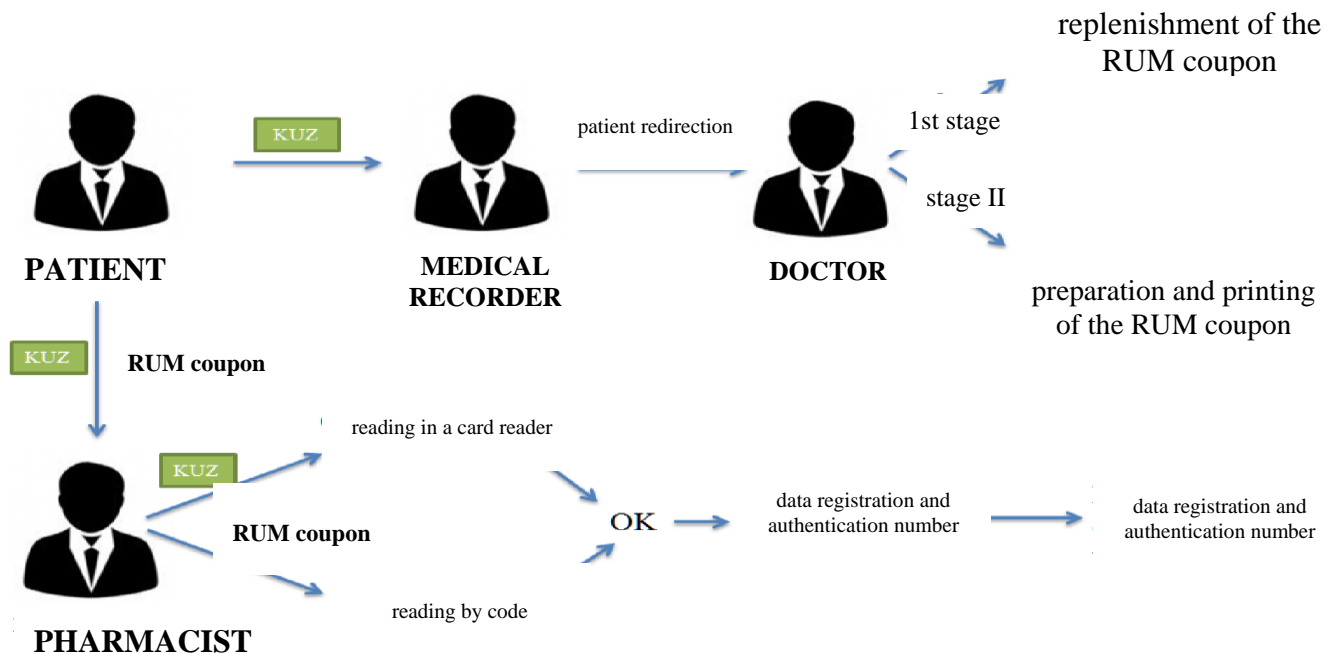 replenishment of the
RUM coupon
KUZ
patient redirection
1st stage
stage II
PATIENT
MEDICAL
RECORDER
DOCTOR
preparation and printing
of the RUM coupon
KUZ
RUM coupon
reading in a card reader
KUZ
RUM coupon
OK
data registration and
authentication number
data registration and
authentication number
reading by code
PHARMACIST